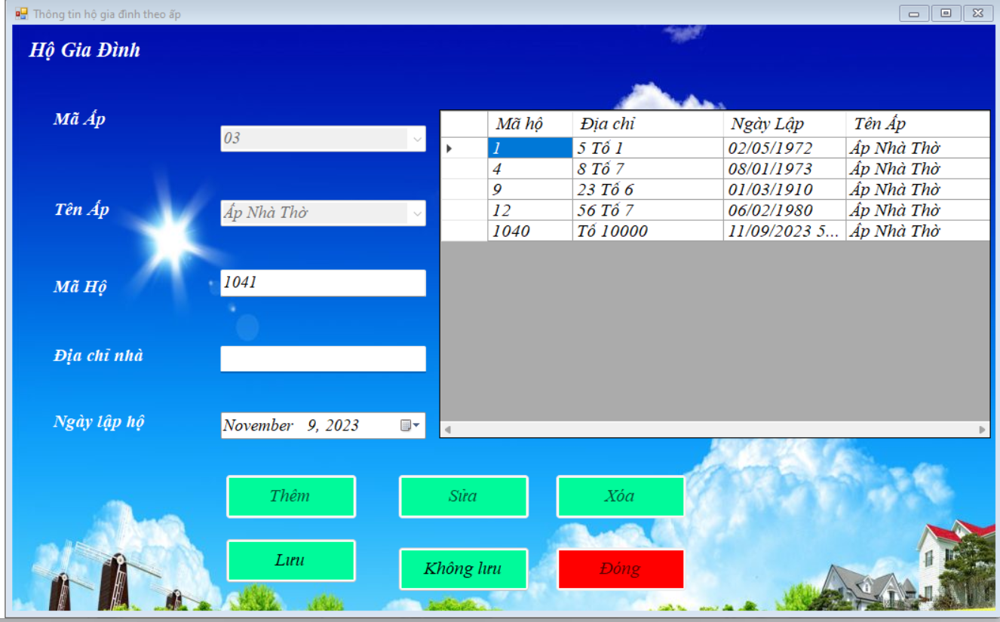 Thông tin hộ gia đình theo ấp
Hộ Gia Đình
Mã Ấp
03
Tên Ấp
Ấp Nhà Thờ
Mã Hộ
1041
Địa chỉ nhà
Ngày lập hộ
November 9, 2023
Mã hộ Địa chỉ Ngày Lập Tên Ấp
1 5 Tổ 1 02/05/1972 Ấp Nhà Thờ
4 8 Tổ 7 08/01/1973 Ấp Nhà Thờ
9 23 Tổ 6 01/03/1910 Ấp Nhà Thờ
12 56 Tổ 7 06/02/1980 Ấp Nhà Thờ
1040 Tổ 10000 11/09/2023 5... Ấp Nhà Thờ
Thêm Sửa Xóa
Lưu Không lưu Đóng